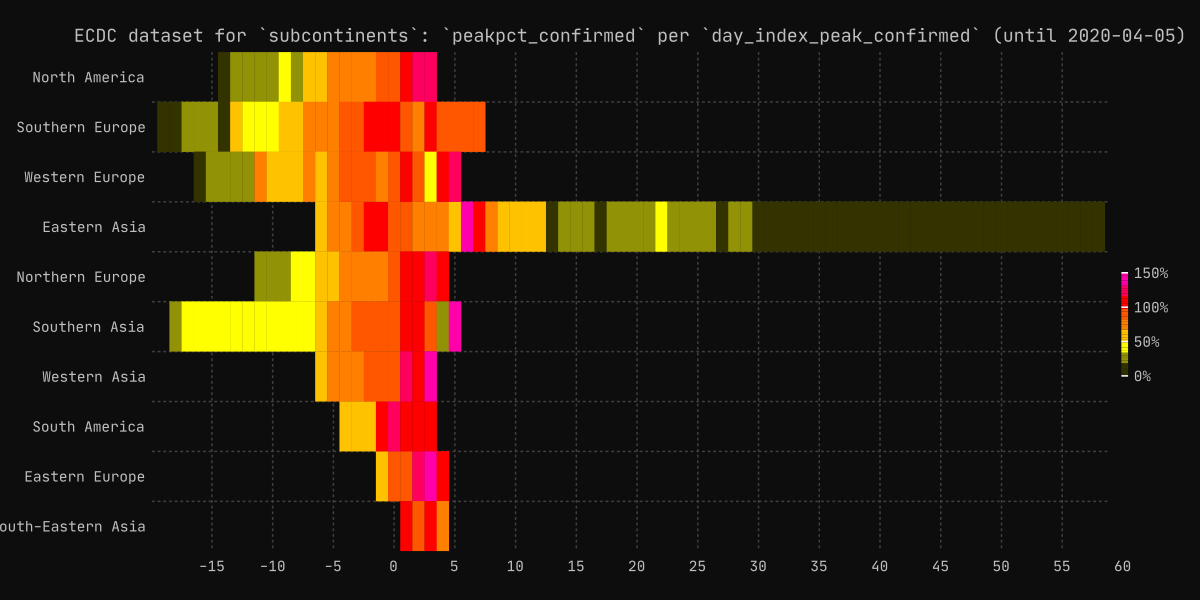 ECDC dataset for `subcontinents`: `peakpct_confirmed` per `day_index_peak_confirmed` (until 2020-04-05)
North America
Southern Europe
Western Europe
Eastern Asia
Northern Europe
Southern Asia
Western Asia
South America
Eastern Europe
outh-Eastern Asia
150%
100%
50%
0%
-15 -10 -5 0 5 10 15 20 25 30 35 40 45 50 55 60